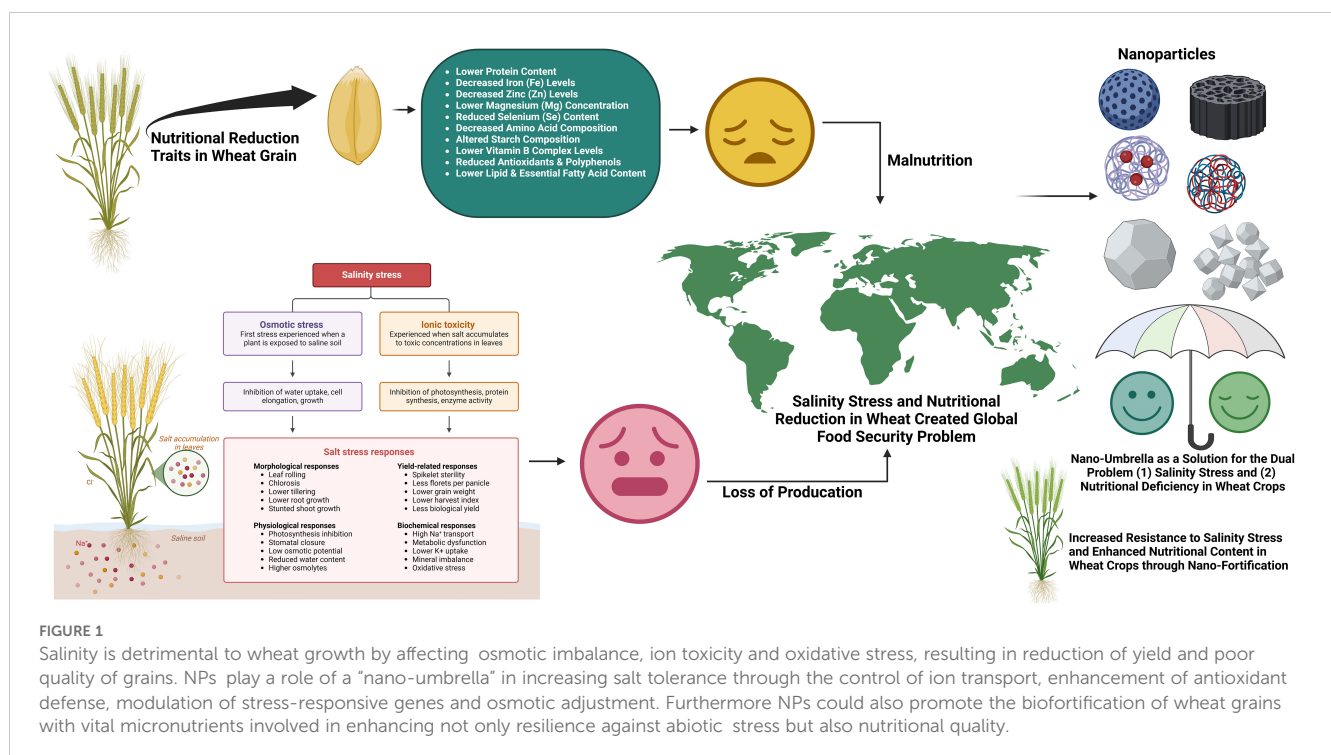 Nutritional Reduction
Traits in Wheat Grain
• Lower Protein Content
• Decreased Iron (Fe) Levels
• Decreased Zinc (Zn) Levels
• Lower Magnesium (Mg) Concentration
• Reduced Selenium (Se) Content
• Decreased Amino Acid Composition
• Altered Starch Composition
• Lower Vitamin B Complex Levels
• Reduced Antioxidants & Polyphenols
• Lower Lipid & Essential Fatty Acid Content
Malnutrition
Nanoparticles
Salinity stress
Osmotic stress
First stress experienced when a
plant is exposed to saline soil
Ionic toxicity
Experienced when salt accumulates
to toxic concentrations in leaves
Inhibition of water uptake, cell
elongation, growth
Inhibition of photosynthesis, protein
synthesis, enzyme activity
Salt accumulation
in leaves
Cl⁻
Na⁺
Saline soil
Salt stress responses
Morphological responses
• Leaf rolling
• Chlorosis
• Lower tillering
• Lower root growth
• Stunted shoot growth
Yield-related responses
• Spikelet sterility
• Less florets per panicle
• Lower grain weight
• Lower harvest index
• Less biological yield
Physiological responses
• Photosynthesis inhibition
• Stomatal closure
• Low osmotic potential
• Reduced water content
• Higher osmolytes
Biochemical responses
• High Na⁺ transport
• Metabolic dysfunction
• Lower K+ uptake
• Mineral imbalance
• Oxidative stress
Loss of Producation
Salinity Stress and Nutritional
Reduction in Wheat Created Global
Food Security Problem
Nano-Umbrella as a Solution for the Dual
Problem (1) Salinity Stress and (2)
Nutritional Deficiency in Wheat Crops
Increased Resistance to Salinity Stress
and Enhanced Nutritional Content in
Wheat Crops through Nano-Fortification
FIGURE 1
Salinity is detrimental to wheat growth by affecting osmotic imbalance, ion toxicity and oxidative stress, resulting in reduction of yield and poor
quality of grains. NPs play a role of a "nano-umbrella" in increasing salt tolerance through the control of ion transport, enhancement of antioxidant
defense, modulation of stress-responsive genes and osmotic adjustment. Furthermore NPs could also promote the biofortification of wheat grains
with vital micronutrients involved in enhancing not only resilience against abiotic stress but also nutritional quality.